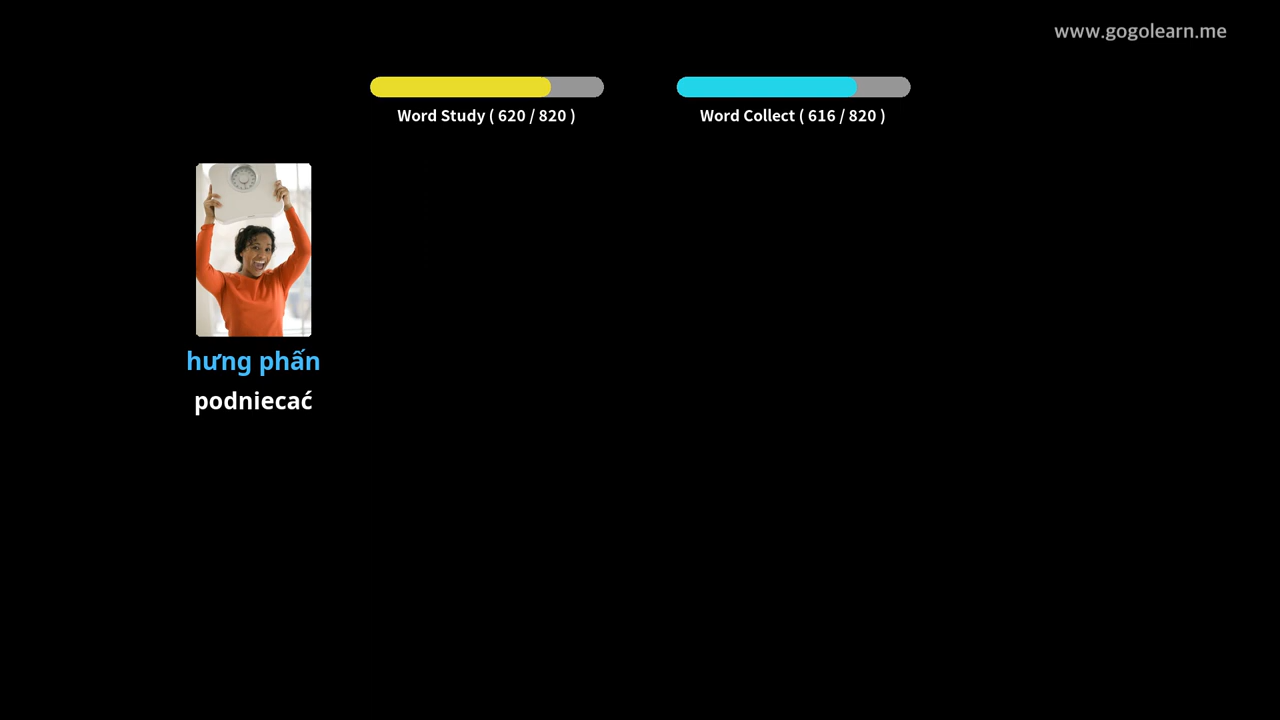 www.gogolearn.me
Word Study ( 620 / 820 )
Word Collect ( 616 / 820 )
hưng phấn
podniecać